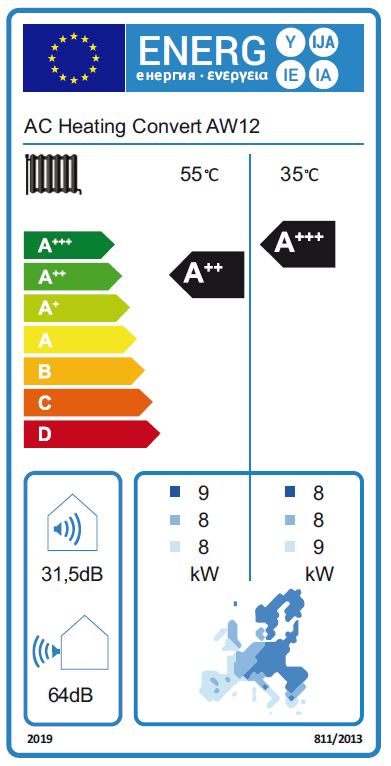 ENERG Y IJA
енергия · ενεργεια IE IA
AC Heating Convert AW12
55℃ 35℃
A+++
A++
A+
A
B
C
D
A++
A+++
31,5dB
64dB
9 8
8 8
8 9
kW kW
2019 811/2013